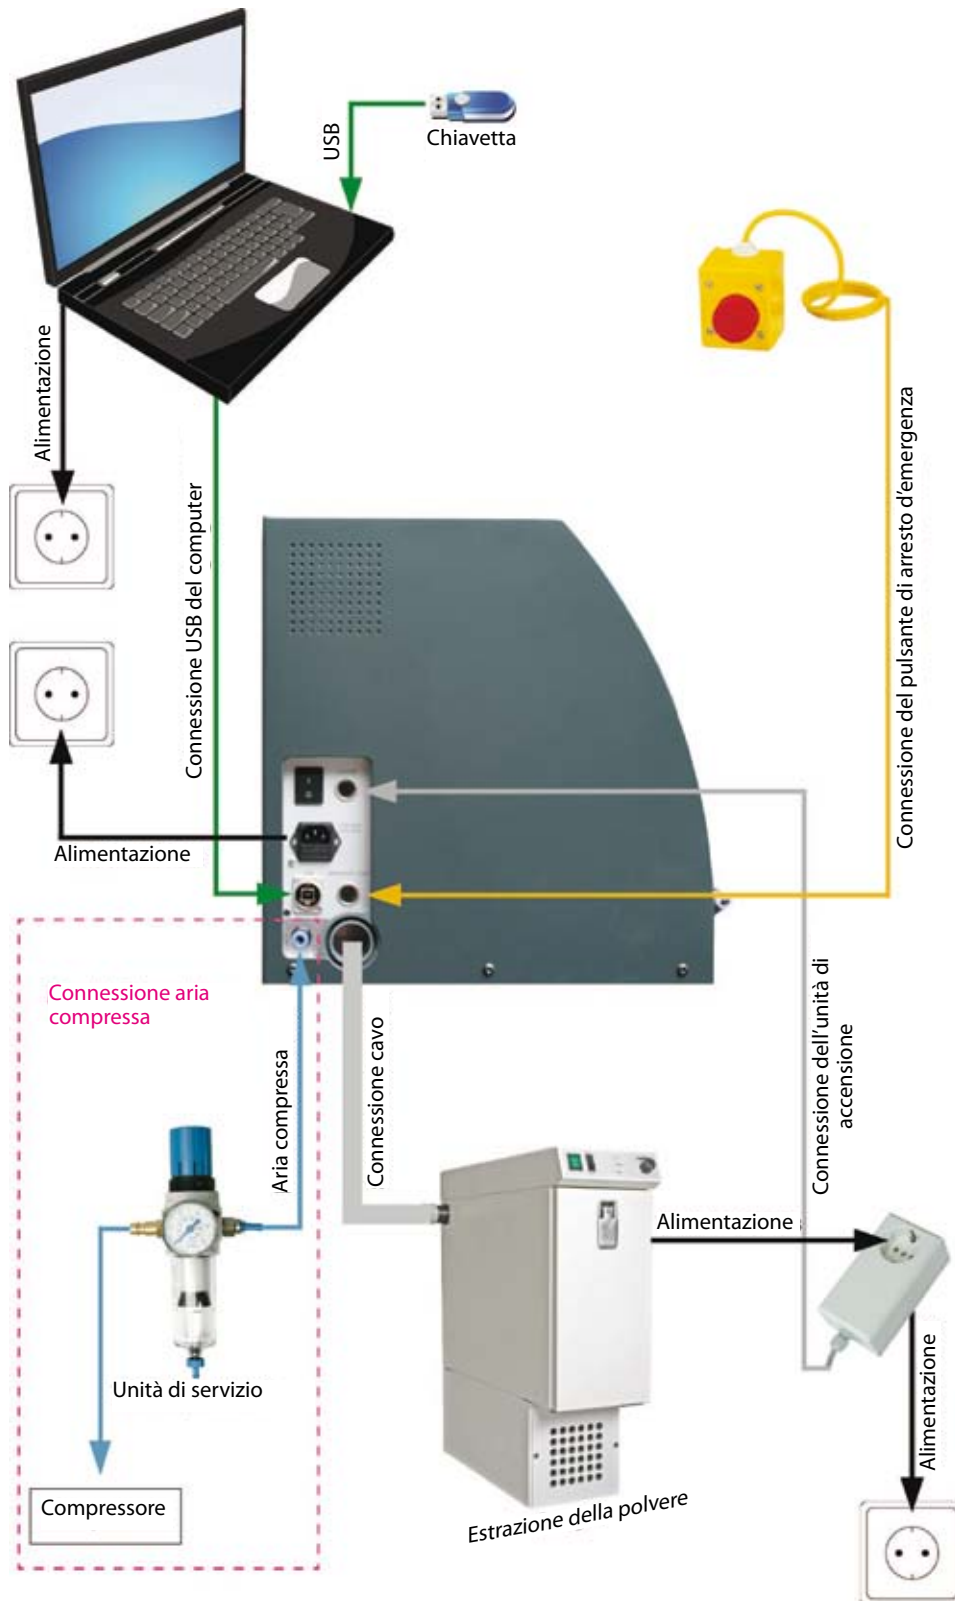 USB
Chiavetta
Alimentazione
Connessione USB del computer
Connessione del pulsante di arresto d'emergenza
Alimentazione
Connessione aria
compressa
Aria compressa
Connessione cavo
Connessione dell'unità di
accensione
Alimentazione
Unità di servizio
Alimentazione
Compressore
Estrazione della polvere